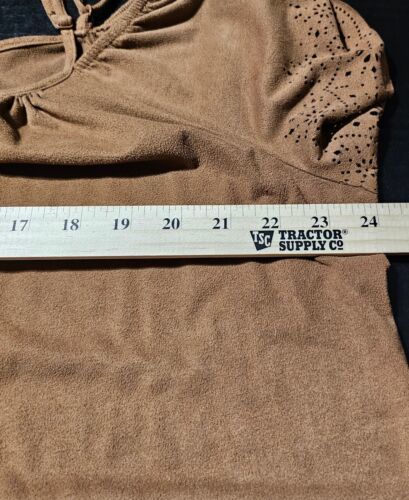 17 18 19 20 21 22 23 24
TSC TRACTOR®
SUPPLY Cº